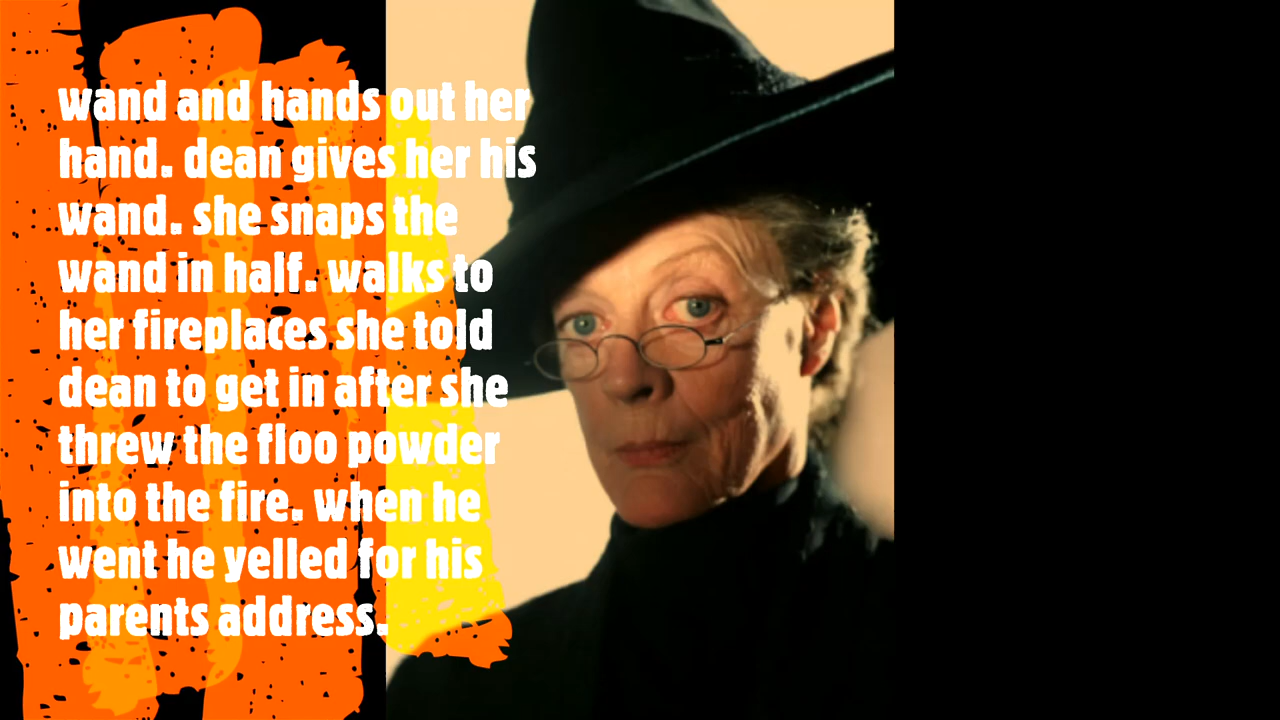 wand and hands out her
hand. dean gives her his
wand. she snaps the
wand in half. walks to
her fireplaces she told
dean to get in after she
threw the floo powder
into the fire. when he
went he yelled for his
parents address.